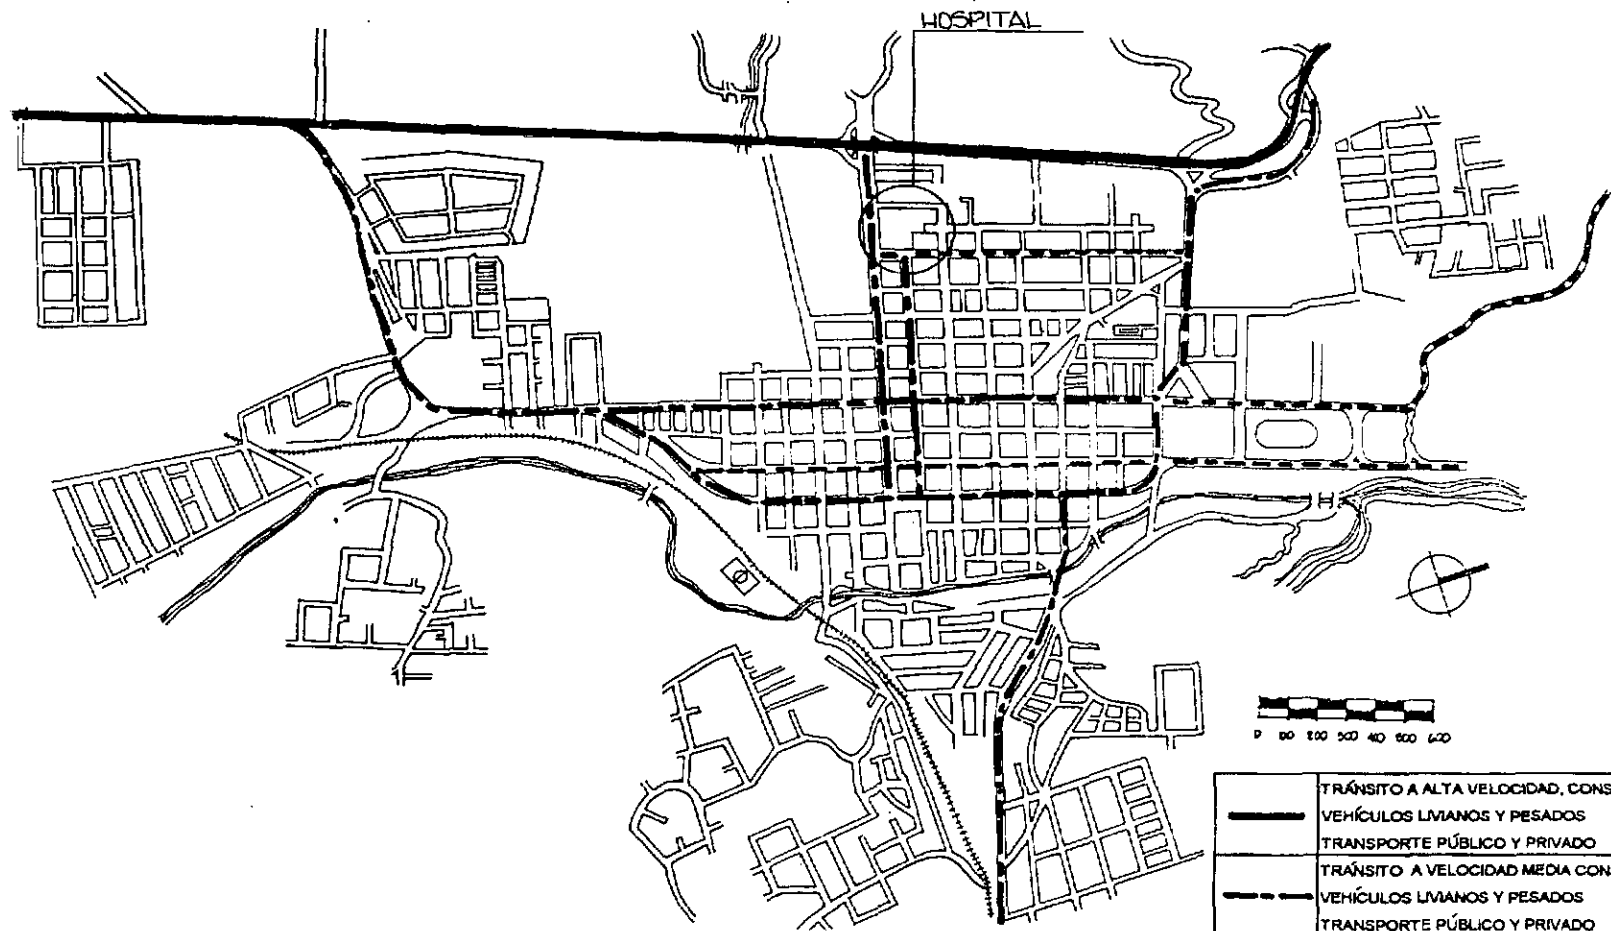 HOSPITAL
0 100 200 300 400 500 600
TRÁNSITO A ALTA VELOCIDAD, CONS
VEHÍCULOS LIVIANOS Y PESADOS
TRANSPORTE PÚBLICO Y PRIVADO
TRÁNSITO A VELOCIDAD MEDIA CON
VEHÍCULOS LIVIANOS Y PESADOS
TRANSPORTE PÚBLICO Y PRIVADO